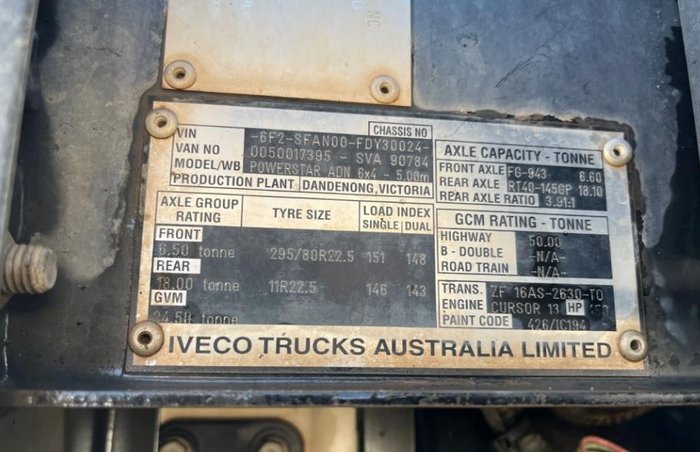 NC
VIN -6F2-SFAN00-FDY30024- CHASSIS NO
VAN NO 0050017395 - SVA 90784
MODEL/WB POWERSTAR ADN 6x4 - 5.00m
PRODUCTION PLANT DANDENONG, VICTORIA
AXLE GROUP RATING TYRE SIZE LOAD INDEX SINGLE DUAL
FRONT
6.50 tonne 295/80R22.5 151 148
REAR
18.00 tonne 11R22.5 146 143
GVM
24.50 tonne
AXLE CAPACITY - TONNE
FRONT AXLE FG-943 6.60
REAR AXLE RT40-145GP 18.10
REAR AXLE RATIO 3.91:1
GCM RATING - TONNE
HIGHWAY 50.00
B - DOUBLE -N/A-
ROAD TRAIN -N/A-
TRANS. ZF 16AS-2630-TO
ENGINE CURSOR 13 HP
PAINT CODE 426/IC194
IVECO TRUCKS AUSTRALIA LIMITED